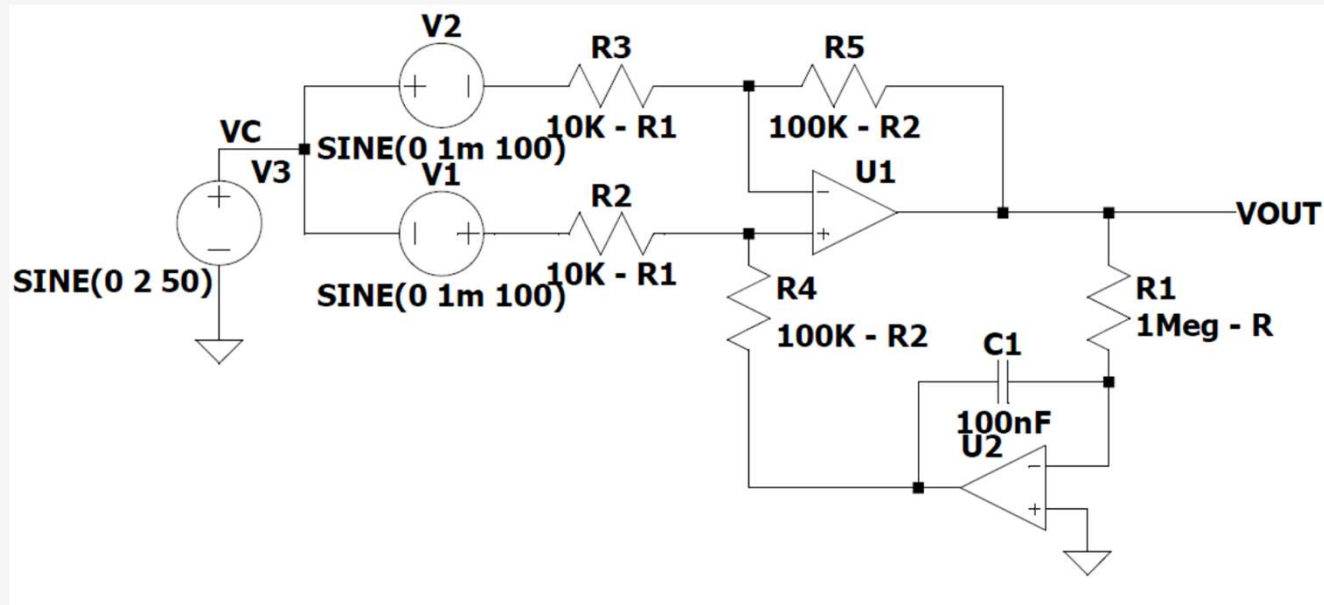 V2
R3
R5
10K - R1
100K - R2
VC
V3
SINE(0 1m 100)
V1
R2
U1
+
-
VOUT
SINE(0 2 50)
SINE(0 1m 100)
10K - R1
R4
100K - R2
R1
1Meg - R
C1
100nF
U2